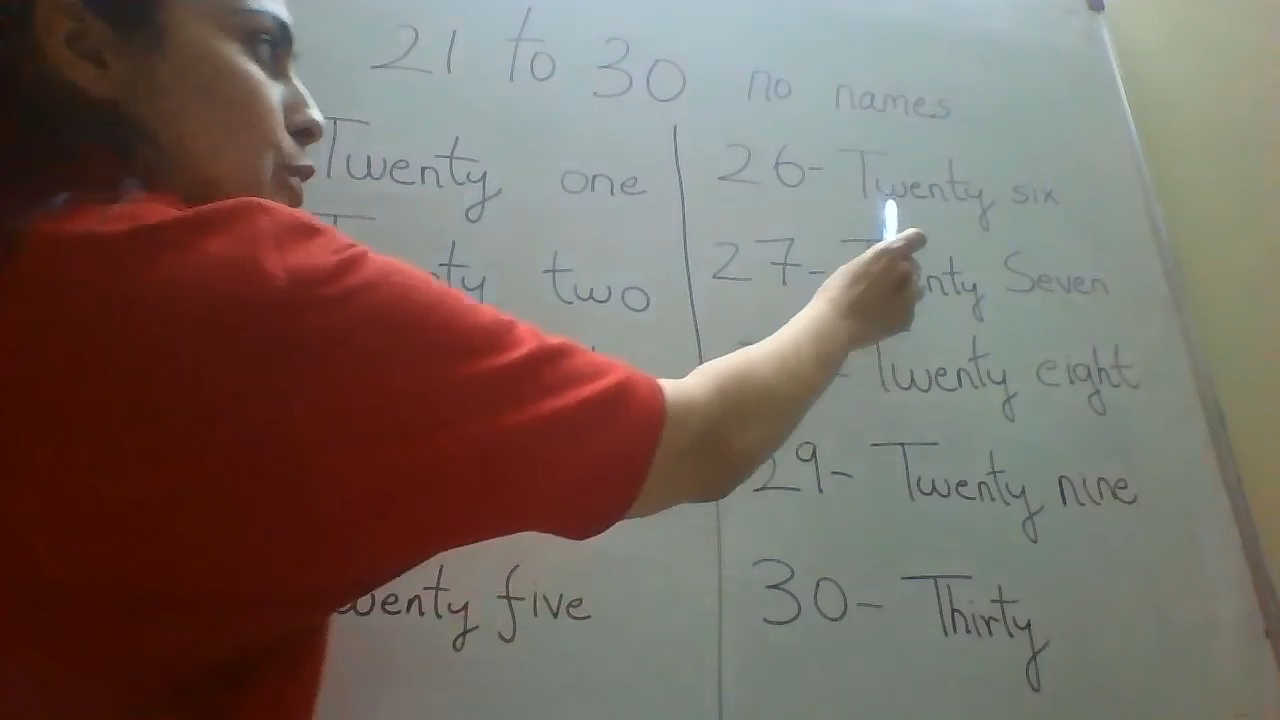 21 to 30 no names
Twenty one
two
Twenty five
26- Twenty six
27- Seven
Twenty eight
29- Twenty nine
30- Thirty